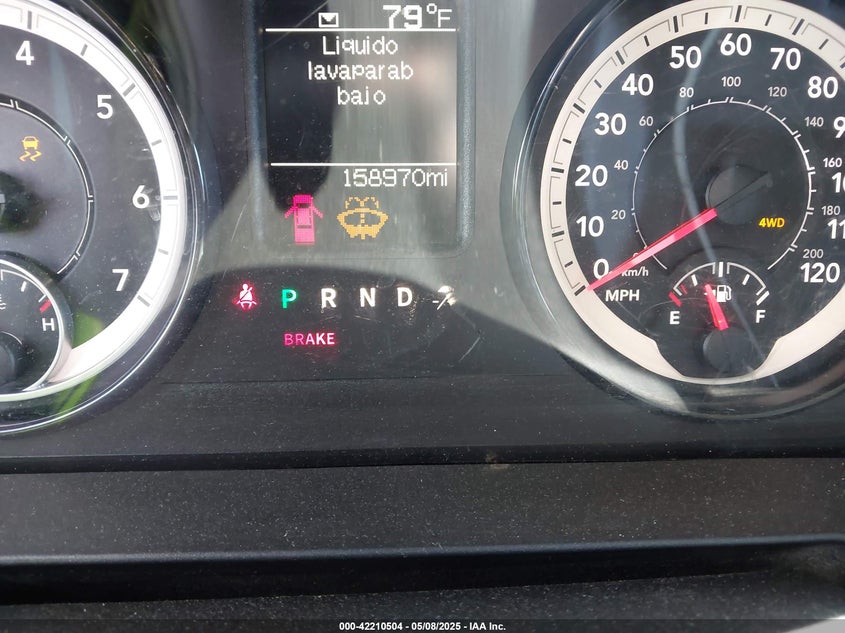 79°F
Liquido
lavaparab
bajo
158970mi
4
5
6
7
H
P R N D
BRAKE
0 10 20 30 40 50 60 70 80
120
20 40 60 80 100 120 140 160 180 200
km/h
MPH
4WD
E F
000-42210504 - 05/08/2025 - IAA Inc.